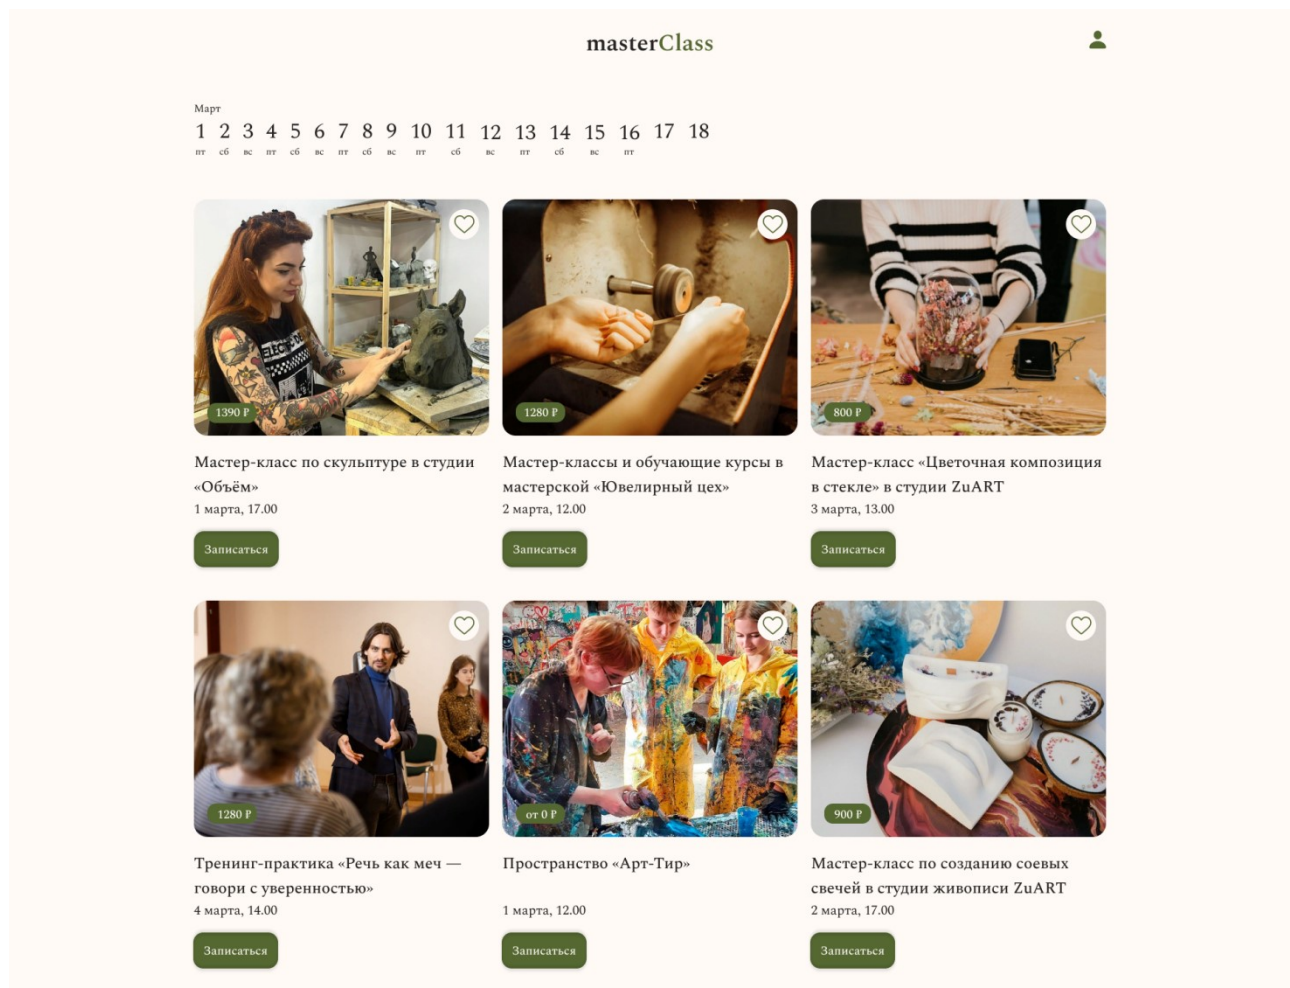 masterClass
Март
1 2 3 4 5 6 7 8 9 10 11 12 13 14 15 16 17 18
пт сб вс пт сб вс пт сб вс пт сб вс пт сб вс пт
1390 ₽ 1280 ₽ 800 ₽
Мастер-класс по скульптуре в студии
«Объём»
1 марта, 17.00
Записаться
Мастер-классы и обучающие курсы в
мастерской «Ювелирный цех»
2 марта, 12.00
Записаться
Мастер-класс «Цветочная композиция
в стекле» в студии ZuART
3 марта, 13.00
Записаться
1280 ₽ от 0 ₽ 900 ₽
Тренинг-практика «Речь как меч —
говори с уверенностью»
4 марта, 14.00
Записаться
Пространство «Арт-Тир»
1 марта, 12.00
Записаться
Мастер-класс по созданию соевых
свечей в студии живописи ZuART
2 марта, 17.00
Записаться